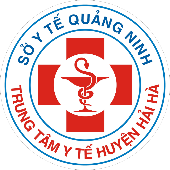 SỞ Y TẾ QUẢNG NINH
TRUNG TÂM Y TẾ HUYỆN HẢI HÀ